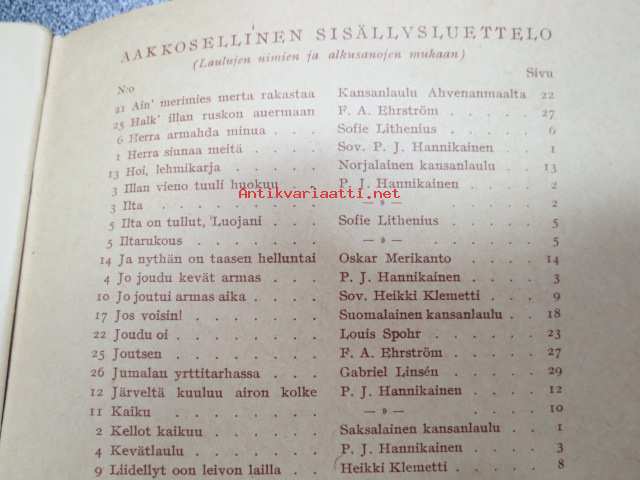 AAKKOSELLINEN SISÄLLYSLUETTELO
(Laulujen nimien ja alkusanojen mukaan)
N:o Sivu
21 Ain' merimies merta rakastaa Kansanlaulu Ahvenanmaalta 22
25 Halk' illan ruskon auermaan F. A. Ehrström . . . . 27
6 Herra armahda minua . . . Sofie Lithenius . . . . 6
1 Herra siunaa meitä . . . . Sov. P. J. Hannikainen . . 1
13 Hoi, lehmikarja . . . . . Norjalainen kansanlaulu . . 13
3 Illan vieno tuuli huokuu . . . P. J. Hannikainen . . . 2
Antikvariaatti.net
3 Ilta . . . . . . . . — » — . . . . 2
5 Ilta on tullut, 'Luojani . . . Sofie Lithenius . . . . 5
5 Iltarukous . . . . . . . — » — . . . . 5
14 Ja nythän on taasen helluntai Oskar Merikanto . . . . 14
4 Jo joudu kevät armas . . . P. J. Hannikainen . . . 3
10 Jo joutui armas aika . . . . Sov. Heikki Klemetti . . . 9
17 Jos voisin! . . . . . . Suomalainen kansanlaulu . . 18
22 Joudu oi . . . . . . . Louis Spohr . . . . . 23
25 Joutsen . . . . . . . F. A. Ehrström . . . . 27
26 Jumalan yrttitarhassa . . . . Gabriel Linsén . . . . 29
12 Järveltä kuuluu airon kolke P. J. Hannikainen . . . 12
11 Kaiku . . . . . . . . — » — . . . . 10
2 Kellot kaikuu . . . . . . Saksalainen kansanlaulu . . 1
4 Kevätlaulu . . . . . . P. J. Hannikainen . . . 3
9 Liidellyt oon leivon lailla . . Heikki Klemetti . . . . 8